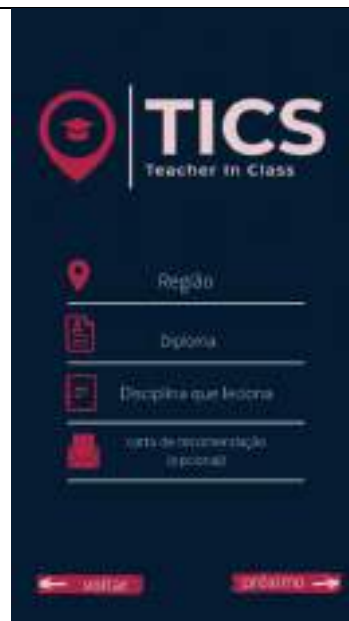 TICS
Teacher In Class
Região
Diploma
Disciplina que leciona
carta de recomendação
(opcional)
voltar
próximo